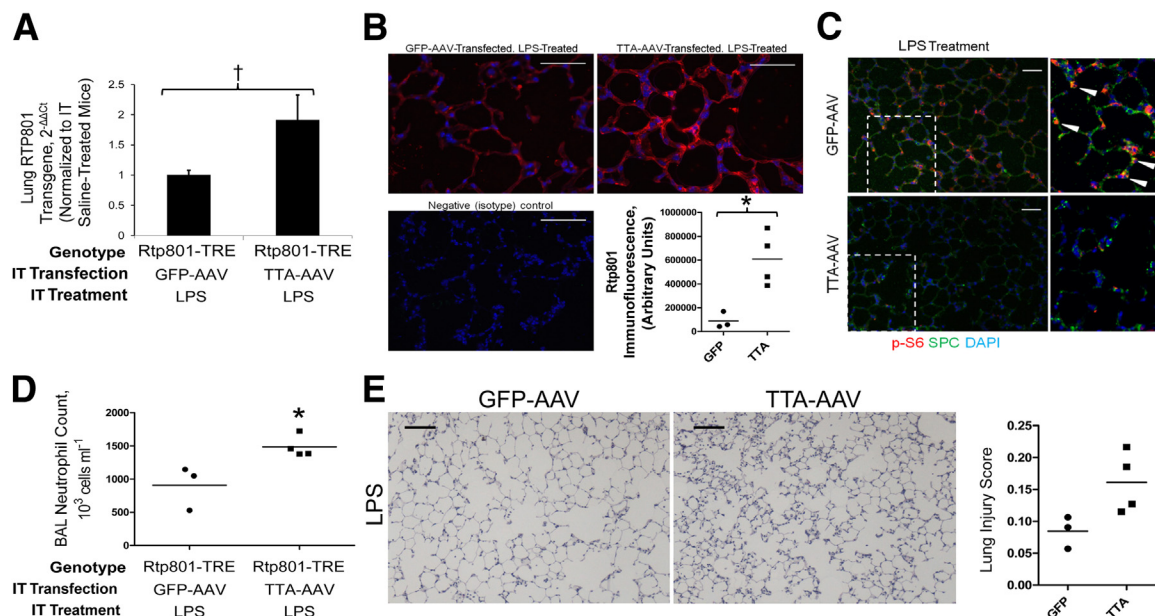 A
Lung RTP801
Transgene, 2-ΔΔCt
(Normalized to IT
Saline-Treated Mice)
2.5
2
1.5
1
0.5
0
†
Genotype Rtp801-TRE Rtp801-TRE
IT Transfection GFP-AAV TTA-AAV
IT Treatment LPS LPS
B
GFP-AAV-Transfected. LPS-Treated
TTA-AAV-Transfected. LPS-Treated
Negative (isotype) control
Rtp801
Immunofluorescence,
(Arbitrary Units)
1000000
800000
600000
400000
200000
0
*
GFP TTA
C
LPS Treatment
GFP-AAV
TTA-AAV
p-S6 SPC DAPI
D
BAL Neutrophil Count,
10³ cells ml⁻¹
2000
1500
1000
500
0
*
Genotype Rtp801-TRE Rtp801-TRE
IT Transfection GFP-AAV TTA-AAV
IT Treatment LPS LPS
E
GFP-AAV TTA-AAV
LPS
Lung Injury Score
0.25
0.20
0.15
0.10
0.05
0.00
GFP TTA